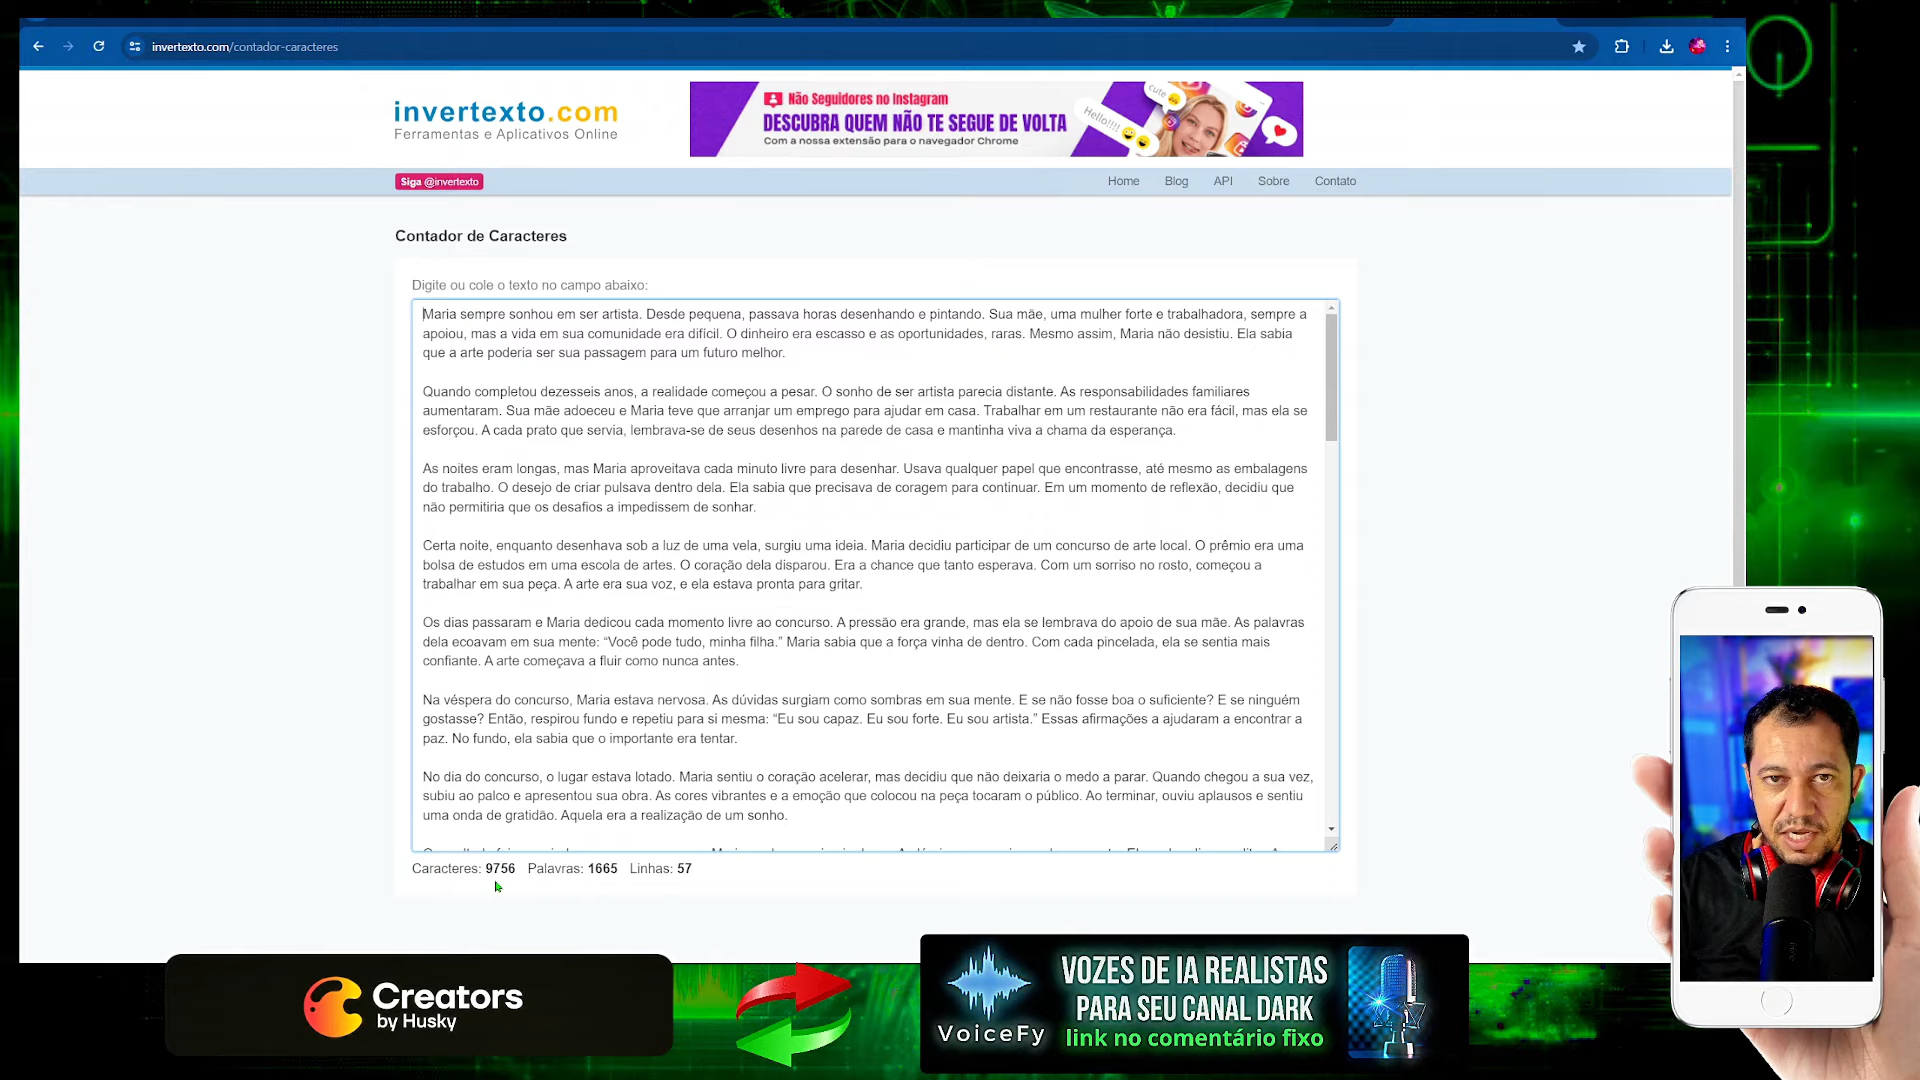 invertexto.com/contador-caracteres
invertexto.com
Ferramentas e Aplicativos Online
Não Seguidores no Instagram
DESCUBRA QUEM NÃO TE SEGUE DE VOLTA
Com a nossa extensão para o navegador Chrome
Hello!!!!
cute
Siga @invertexto
Home
Blog
API
Sobre
Contato
Contador de Caracteres
Digite ou cole o texto no campo abaixo:
Maria sempre sonhou em ser artista. Desde pequena, passava horas desenhando e pintando. Sua mãe, uma mulher forte e trabalhadora, sempre a
apoiou, mas a vida em sua comunidade era difícil. O dinheiro era escasso e as oportunidades, raras. Mesmo assim, Maria não desistiu. Ela sabia
que a arte poderia ser sua passagem para um futuro melhor.
Quando completou dezesseis anos, a realidade começou a pesar. O sonho de ser artista parecia distante. As responsabilidades familiares
aumentaram. Sua mãe adoeceu e Maria teve que arranjar um emprego para ajudar em casa. Trabalhar em um restaurante não era fácil, mas ela se
esforçou. A cada prato que servia, lembrava-se de seus desenhos na parede de casa e mantinha viva a chama da esperança.
As noites eram longas, mas Maria aproveitava cada minuto livre para desenhar. Usava qualquer papel que encontrasse, até mesmo as embalagens
do trabalho. O desejo de criar pulsava dentro dela. Ela sabia que precisava de coragem para continuar. Em um momento de reflexão, decidiu que
não permitiria que os desafios a impedissem de sonhar.
Certa noite, enquanto desenhava sob a luz de uma vela, surgiu uma ideia. Maria decidiu participar de um concurso de arte local. O prêmio era uma
bolsa de estudos em uma escola de artes. O coração dela disparou. Era a chance que tanto esperava. Com um sorriso no rosto, começou a
trabalhar em sua peça. A arte era sua voz, e ela estava pronta para gritar.
Os dias passaram e Maria dedicou cada momento livre ao concurso. A pressão era grande, mas ela se lembrava do apoio de sua mãe. As palavras
dela ecoavam em sua mente: “Você pode tudo, minha filha.” Maria sabia que a força vinha de dentro. Com cada pincelada, ela se sentia mais
confiante. A arte começava a fluir como nunca antes.
Na véspera do concurso, Maria estava nervosa. As dúvidas surgiam como sombras em sua mente. E se não fosse boa o suficiente? E se ninguém
gostasse? Então, respirou fundo e repetiu para si mesma: “Eu sou capaz. Eu sou forte. Eu sou artista.” Essas afirmações a ajudaram a encontrar a
paz. No fundo, ela sabia que o importante era tentar.
No dia do concurso, o lugar estava lotado. Maria sentiu o coração acelerar, mas decidiu que não deixaria o medo a parar. Quando chegou a sua vez,
subiu ao palco e apresentou sua obra. As cores vibrantes e a emoção que colocou na peça tocaram o público. Ao terminar, ouviu aplausos e sentiu
uma onda de gratidão. Aquela era a realização de um sonho.
Caracteres: 9756 Palavras: 1665 Linhas: 57
Creators
by Husky
VoiceFy
VOZES DE IA REALISTAS
PARA SEU CANAL DARK
link no comentário fixo